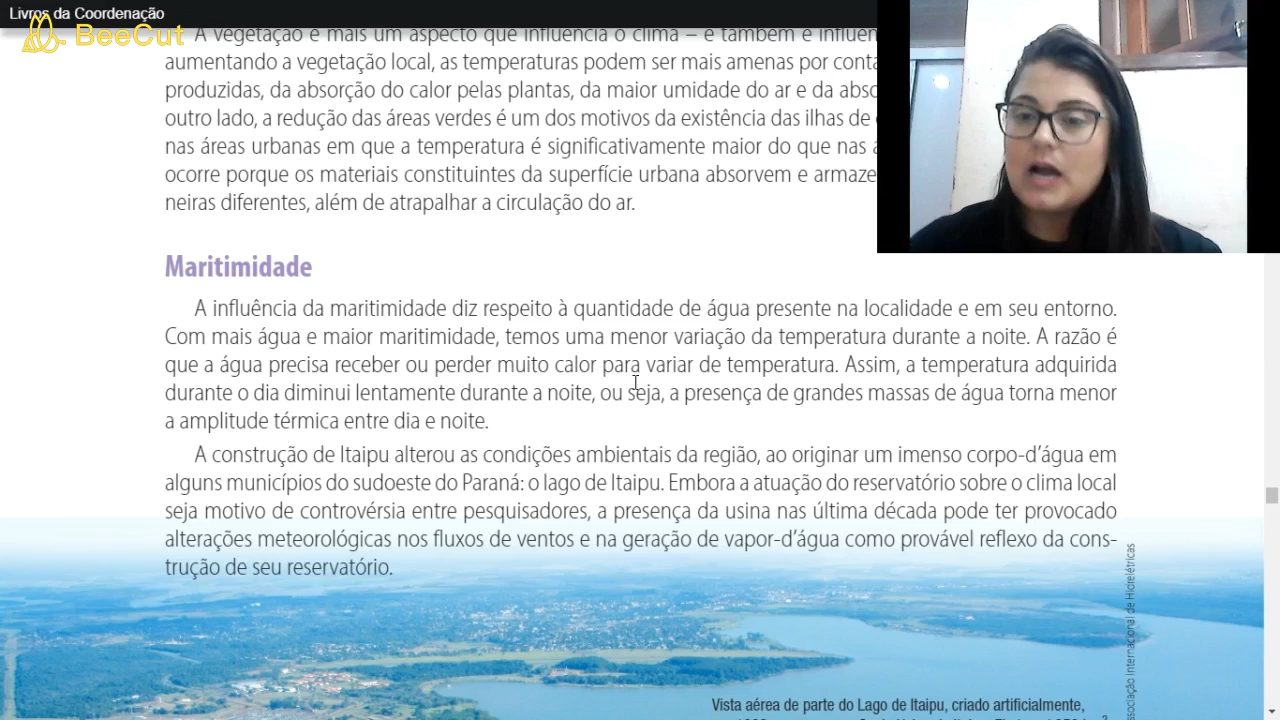 Livros da Coordenação
BeeCut
A vegetação é mais um aspecto que influencia o clima – e também é influen
aumentando a vegetação local, as temperaturas podem ser mais amenas por conta
produzidas, da absorção do calor pelas plantas, da maior umidade do ar e da abso
outro lado, a redução das áreas verdes é um dos motivos da existência das ilhas de
nas áreas urbanas em que a temperatura é significativamente maior do que nas
ocorre porque os materiais constituintes da superfície urbana absorvem e armaze
neiras diferentes, além de atrapalhar a circulação do ar.
Maritimidade
A influência da maritimidade diz respeito à quantidade de água presente na localidade e em seu entorno.
Com mais água e maior maritimidade, temos uma menor variação da temperatura durante a noite. A razão é
que a água precisa receber ou perder muito calor para variar de temperatura. Assim, a temperatura adquirida
durante o dia diminui lentamente durante a noite, ou seja, a presença de grandes massas de água torna menor
a amplitude térmica entre dia e noite.
A construção de Itaipu alterou as condições ambientais da região, ao originar um imenso corpo-d’água em
alguns municípios do sudoeste do Paraná: o lago de Itaipu. Embora a atuação do reservatório sobre o clima local
seja motivo de controvérsia entre pesquisadores, a presença da usina nas última década pode ter provocado
alterações meteorológicas nos fluxos de ventos e na geração de vapor-d’água como provável reflexo da cons-
trução de seu reservatório.
ssociação Internacional de Hidrelétricas
Vista aérea de parte do Lago de Itaipu, criado artificialmente,